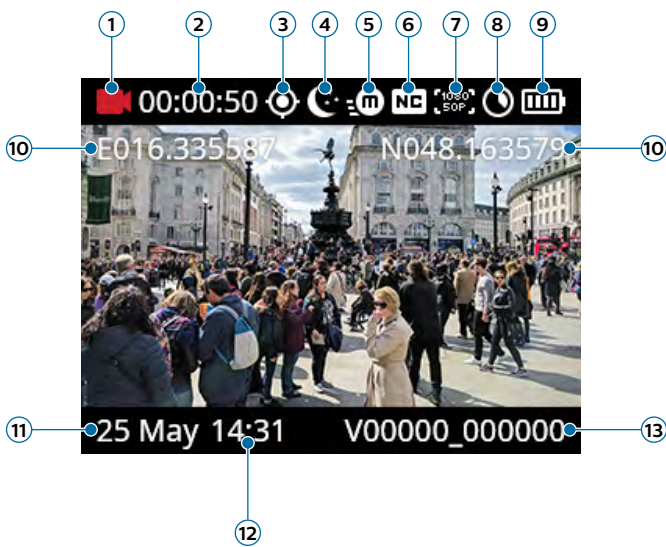 1 2 3 4 5 6 7 8 9
00:00:50 m NC 1080
50P
10 E016.335587 N048.163579 10
11 25 May 14:31 V00000_000000 13
12